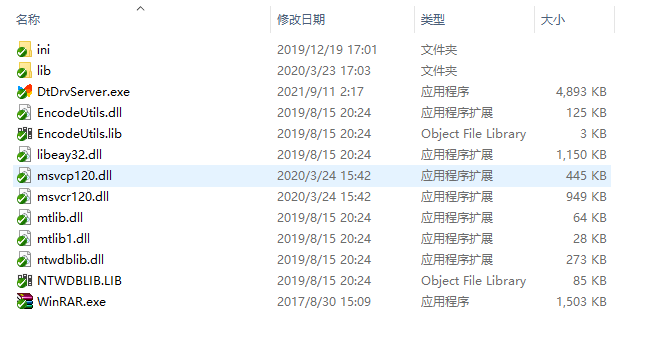 名称 修改日期 类型 大小
ini 2019/12/19 17:01 文件夹
lib 2020/3/23 17:03 文件夹
DtDrvServer.exe 2021/9/11 2:17 应用程序 4,893 KB
EncodeUtils.dll 2019/8/15 20:24 应用程序扩展 125 KB
EncodeUtils.lib 2019/8/15 20:24 Object File Library 3 KB
libeay32.dll 2019/8/15 20:24 应用程序扩展 1,150 KB
msvcp120.dll 2020/3/24 15:42 应用程序扩展 445 KB
msvcr120.dll 2020/3/24 15:42 应用程序扩展 949 KB
mtlib.dll 2019/8/15 20:24 应用程序扩展 64 KB
mtlib1.dll 2019/8/15 20:24 应用程序扩展 28 KB
ntwdblib.dll 2019/8/15 20:24 应用程序扩展 273 KB
NTWDBLIB.LIB 2019/8/15 20:24 Object File Library 85 KB
WinRAR.exe 2017/8/30 15:09 应用程序 1,503 KB